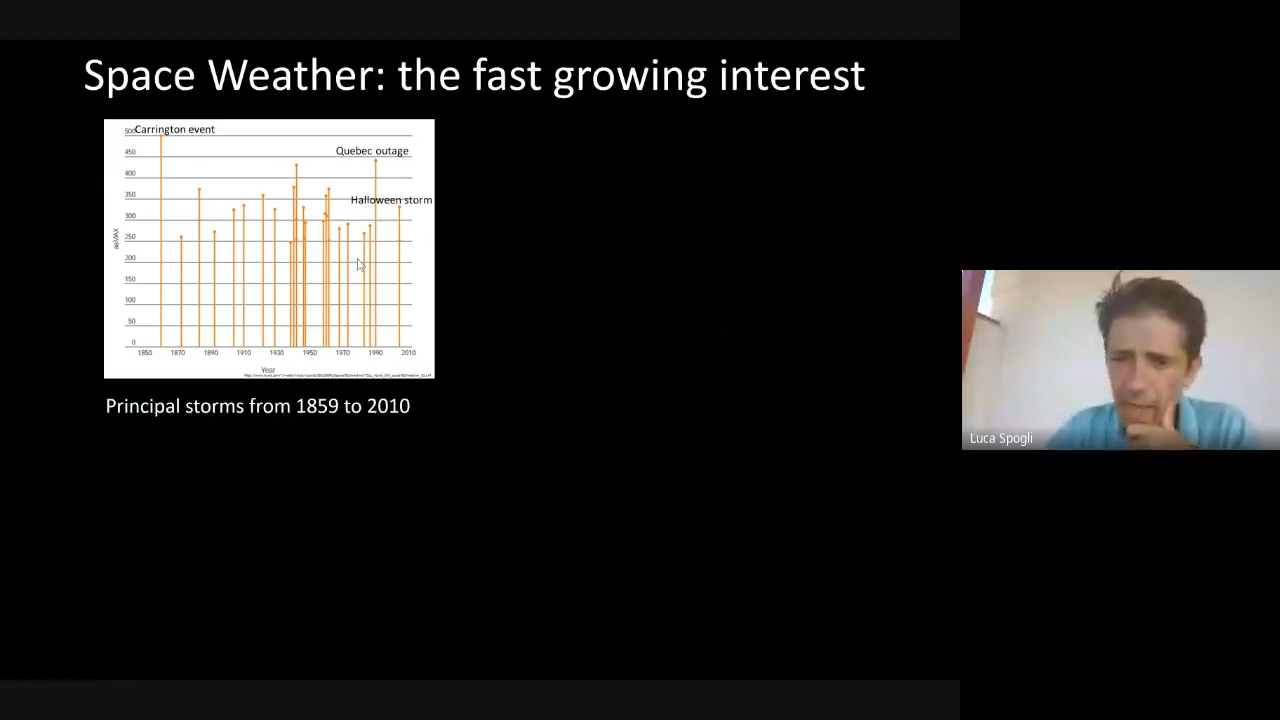 Space Weather: the fast growing interest
Carrington event
Quebec outage
Halloween storm
500
450
400
350
300
250
200
150
100
50
0
aaMAX
1850 1870 1890 1910 1930 1950 1970 1990 2010
Year
Principal storms from 1859 to 2010
Luca Spogli